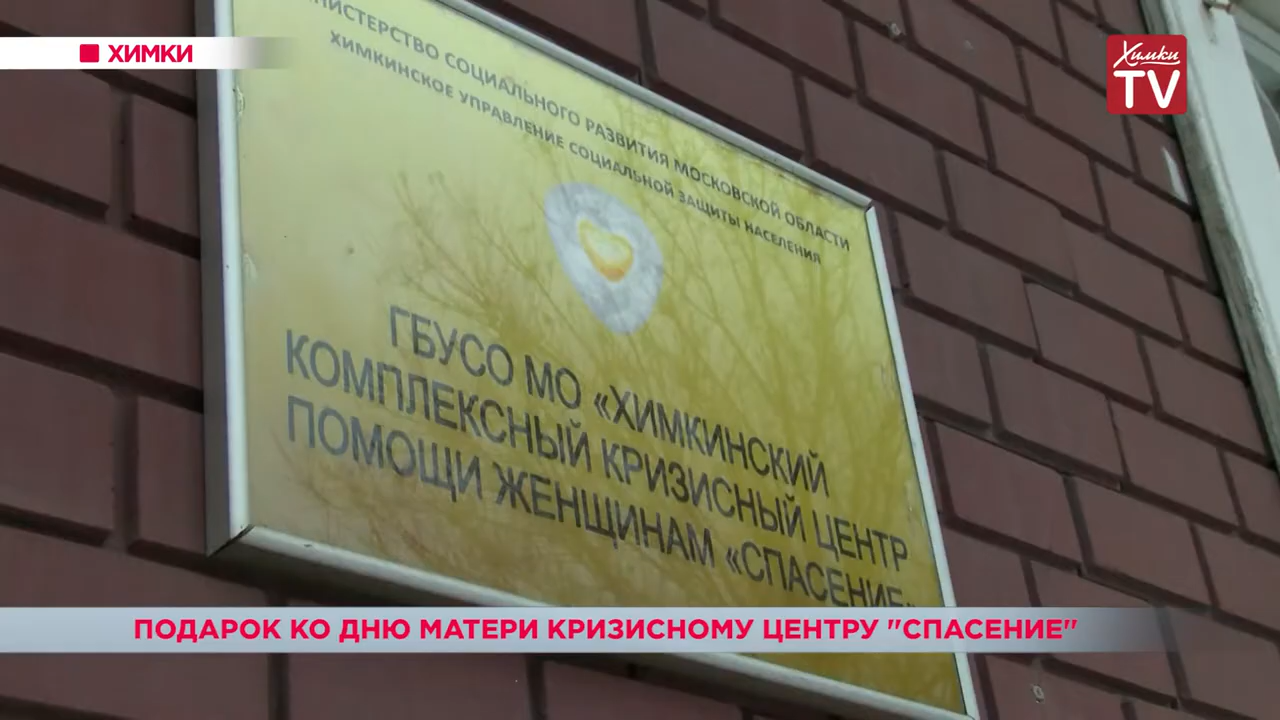 ХИМКИ
Химки
TV
МИНИСТЕРСТВО СОЦИАЛЬНОГО РАЗВИТИЯ МОСКОВСКОЙ ОБЛАСТИ
ХИМКИНСКОЕ УПРАВЛЕНИЕ СОЦИАЛЬНОЙ ЗАЩИТЫ НАСЕЛЕНИЯ
ГБУСО МО «ХИМКИНСКИЙ
КОМПЛЕКСНЫЙ КРИЗИСНЫЙ ЦЕНТР
ПОМОЩИ ЖЕНЩИНАМ «СПАСЕНИЕ»
ПОДАРОК КО ДНЮ МАТЕРИ КРИЗИСНОМУ ЦЕНТРУ "СПАСЕНИЕ"